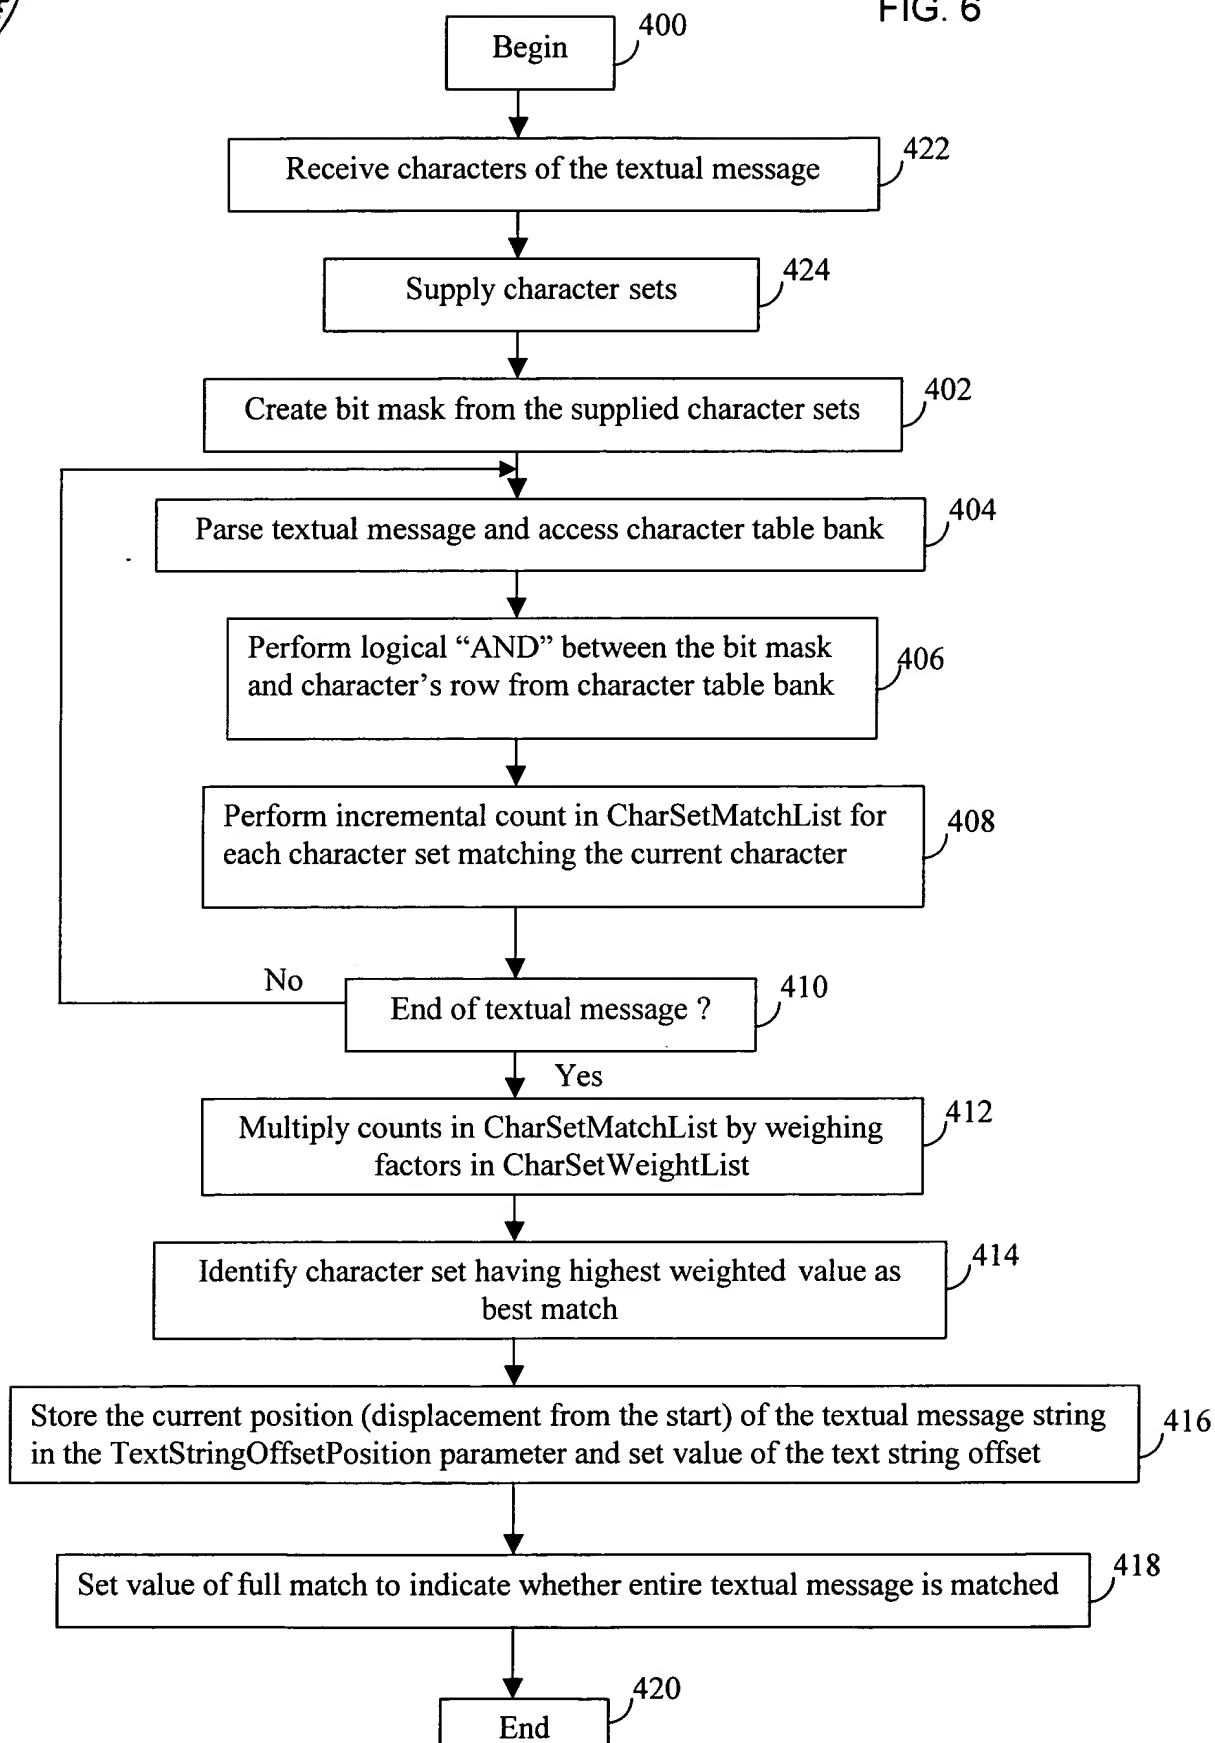 FIG. 6
Begin
400
Receive characters of the textual message
422
Supply character sets
424
Create bit mask from the supplied character sets
402
Parse textual message and access character table bank
404
Perform logical “AND” between the bit mask
and character’s row from character table bank
406
Perform incremental count in CharSetMatchList for
each character set matching the current character
408
No
End of textual message ?
410
Yes
Multiply counts in CharSetMatchList by weighing
factors in CharSetWeightList
412
Identify character set having highest weighted value as
best match
414
Store the current position (displacement from the start) of the textual message string
in the TextStringOffsetPosition parameter and set value of the text string offset
416
Set value of full match to indicate whether entire textual message is matched
418
End
420